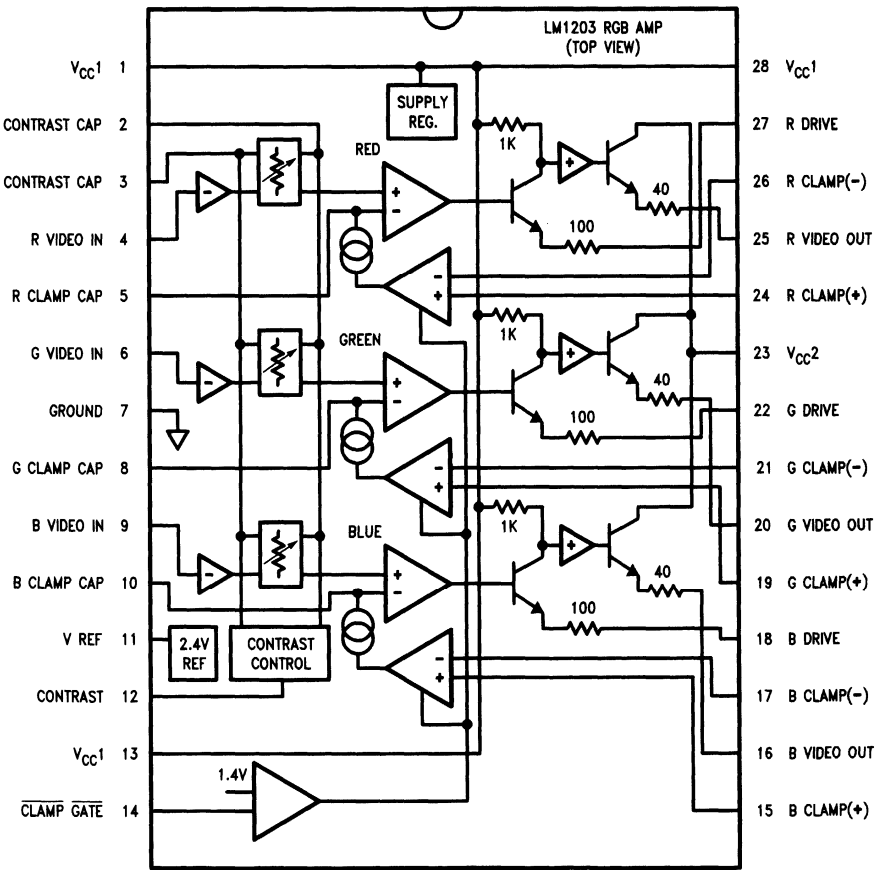 LM1203 RGB AMP
(TOP VIEW)
VCC1 1
28 VCC1
SUPPLY
REG.
CONTRAST CAP 2
27 R DRIVE
1K
RED
+
CONTRAST CAP 3
26 R CLAMP(-)
-
+
-
40
R VIDEO IN 4
100
25 R VIDEO OUT
-
+
R CLAMP CAP 5
24 R CLAMP(+)
1K
GREEN
+
G VIDEO IN 6
23 VCC2
-
+
-
40
GROUND 7
100
22 G DRIVE
G CLAMP CAP 8
-
+
21 G CLAMP(-)
1K
B VIDEO IN 9
20 G VIDEO OUT
BLUE
+
-
+
-
40
B CLAMP CAP 10
19 G CLAMP(+)
100
V REF 11
2.4V
REF
CONTRAST
CONTROL
18 B DRIVE
-
+
CONTRAST 12
17 B CLAMP(-)
VCC1 13
16 B VIDEO OUT
1.4V
CLAMP GATE 14
15 B CLAMP(+)